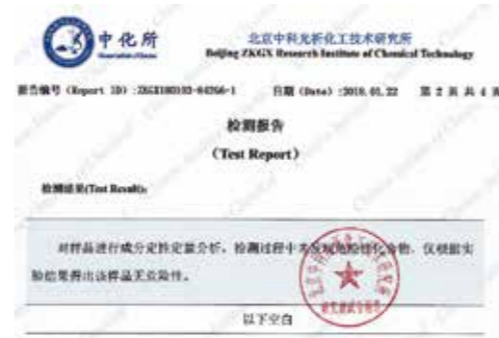 中化所
北京中科光析化工技术研究所
Beijing ZKGX Research Institute of Chemical Technology
报告编号 (Report ID) 日期 (Date) :2018.01.22 第 2 页 共 4 页
检测报告
(Test Report)
检测结果(Test Result):
对样品进行成分定性定量分析。检测过程中未发现危险性化合物。仅根据实
验结果得出该样品无危险性。
以下空白